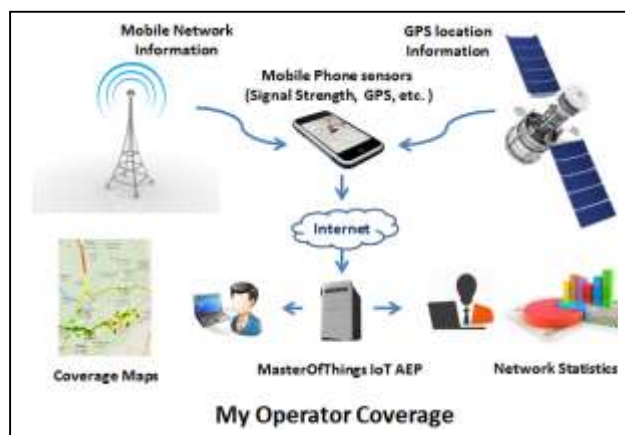 Mobile Network
Information
GPS location
Information
Mobile Phone sensors
(Signal Strength, GPS, etc. )
Internet
Coverage Maps
MasterOfThings IoT AEP
Network Statistics
My Operator Coverage